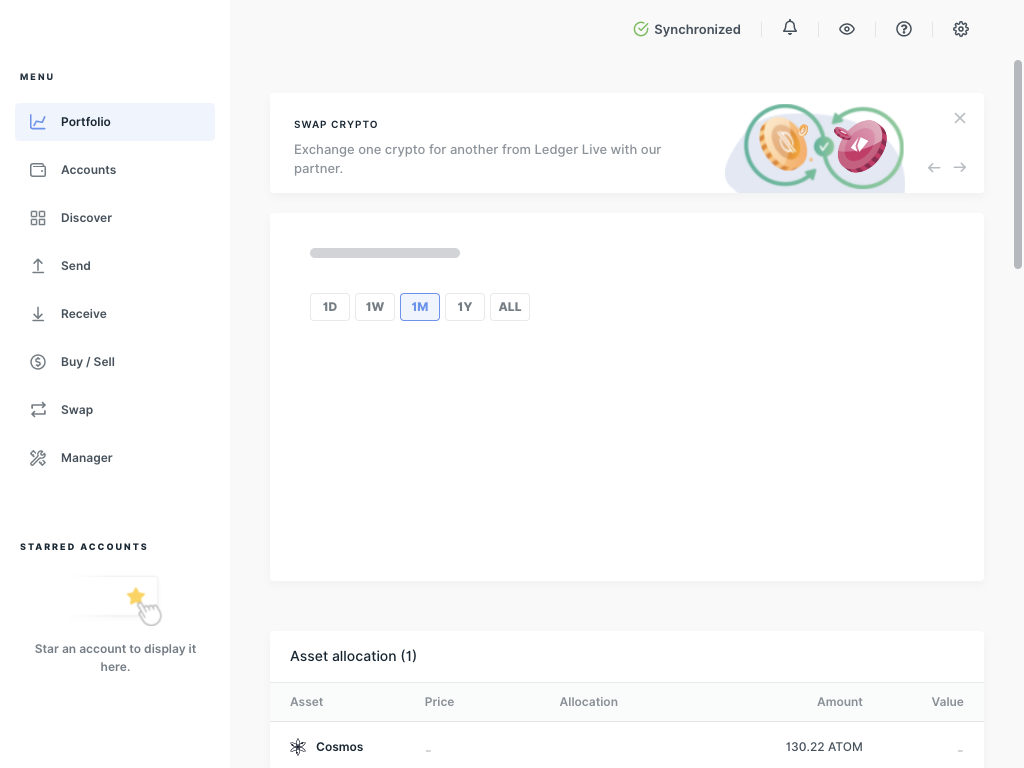 Synchronized
MENU
Portfolio
Accounts
Discover
Send
Receive
Buy / Sell
Swap
Manager
STARRED ACCOUNTS
Star an account to display it
here.
SWAP CRYPTO
Exchange one crypto for another from Ledger Live with our
partner.
1D 1W 1M 1Y ALL
Asset allocation (1)
Asset Price Allocation Amount Value
Cosmos - 130.22 ATOM -